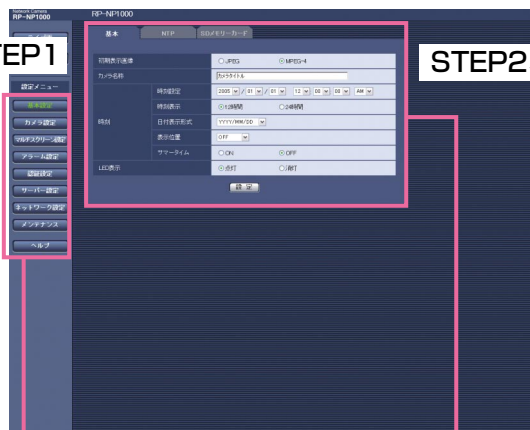 Network Camera
RP-NP1000
RP-NP1000
STEP1
STEP2
基本
NTP
SDメモリーカード
初期表示画像
JPEG
MPEG-4
カメラ名称
カメラタイトル
時刻
時刻設定
2005 / 01 / 01 12 00 00 AM
時刻表示
12時間
24時間
日付表示形式
YYYY/MM/DD
表示位置
OFF
サマータイム
ON
OFF
LED表示
点灯
消灯
設定
設定メニュー
基本設定
カメラ設定
マルチスクリーン設定
アラーム設定
認証設定
サーバー設定
ネットワーク設定
メンテナンス
ヘルプ